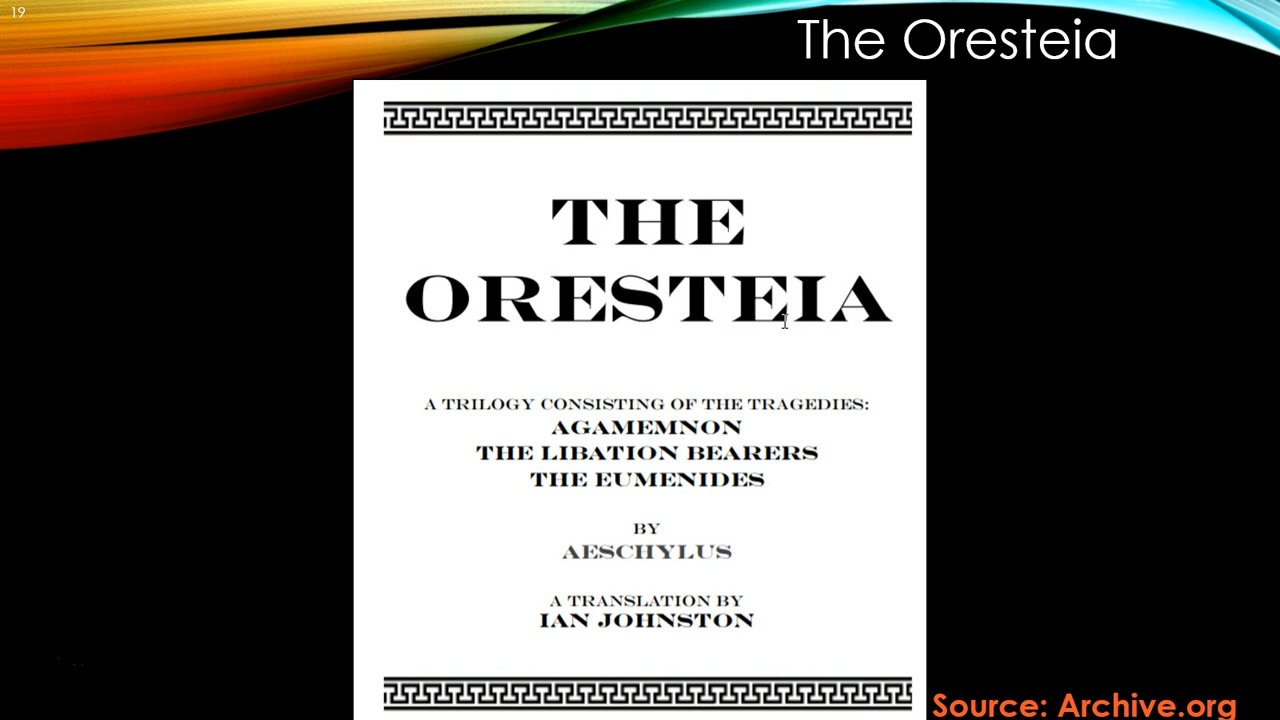 19
The Oresteia
THE
ORESTEIA
A TRILOGY CONSISTING OF THE TRAGEDIES:
AGAMEMNON
THE LIBATION BEARERS
THE EUMENIDES
BY
AESCHYLUS
A TRANSLATION BY
IAN JOHNSTON
Source: Archive.org